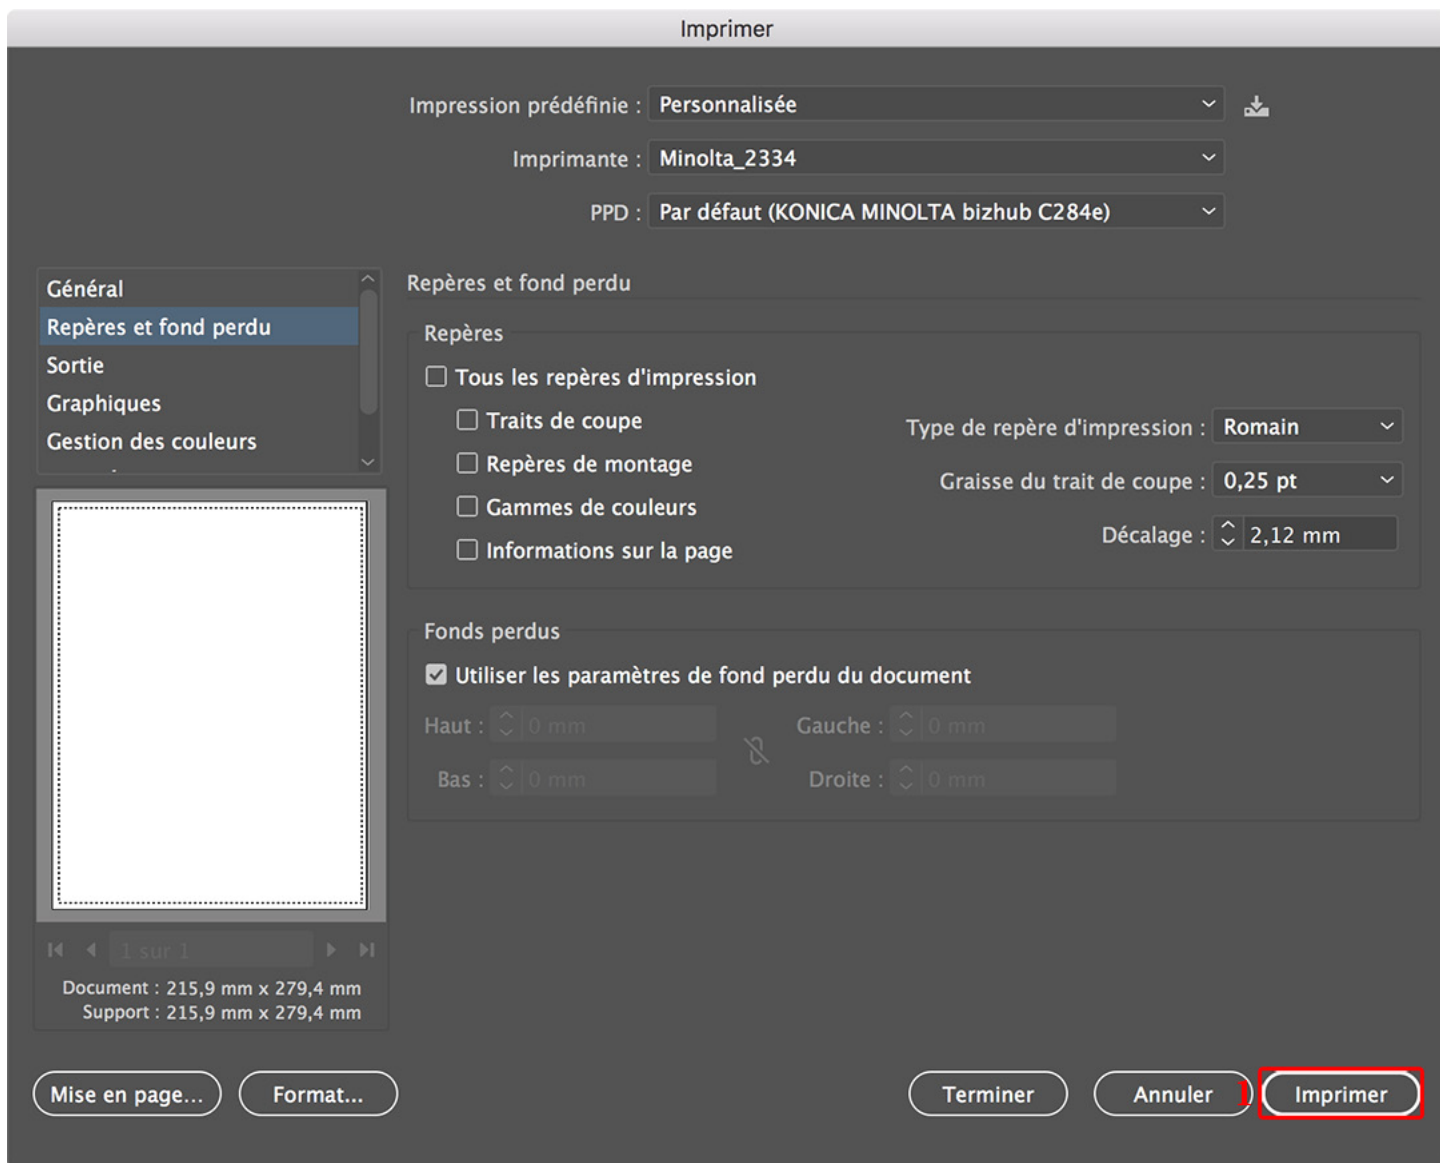 Imprimer
Impression prédéfinie : Personnalisée
Imprimante : Minolta_2334
PPD : Par défaut (KONICA MINOLTA bizhub C284e)
Général
Repères et fond perdu
Sortie
Graphiques
Gestion des couleurs
Repères et fond perdu
Repères
Tous les repères d'impression
Traits de coupe
Repères de montage
Gammes de couleurs
Informations sur la page
Type de repère d'impression : Romain
Graisse du trait de coupe : 0,25 pt
Décalage : 2,12 mm
Fonds perdus
Utiliser les paramètres de fond perdu du document
Haut : 0 mm Gauche : 0 mm
Bas : 0 mm Droite : 0 mm
1 sur 1
Document : 215,9 mm x 279,4 mm
Support : 215,9 mm x 279,4 mm
Mise en page... Format... Terminer Annuler 1 Imprimer